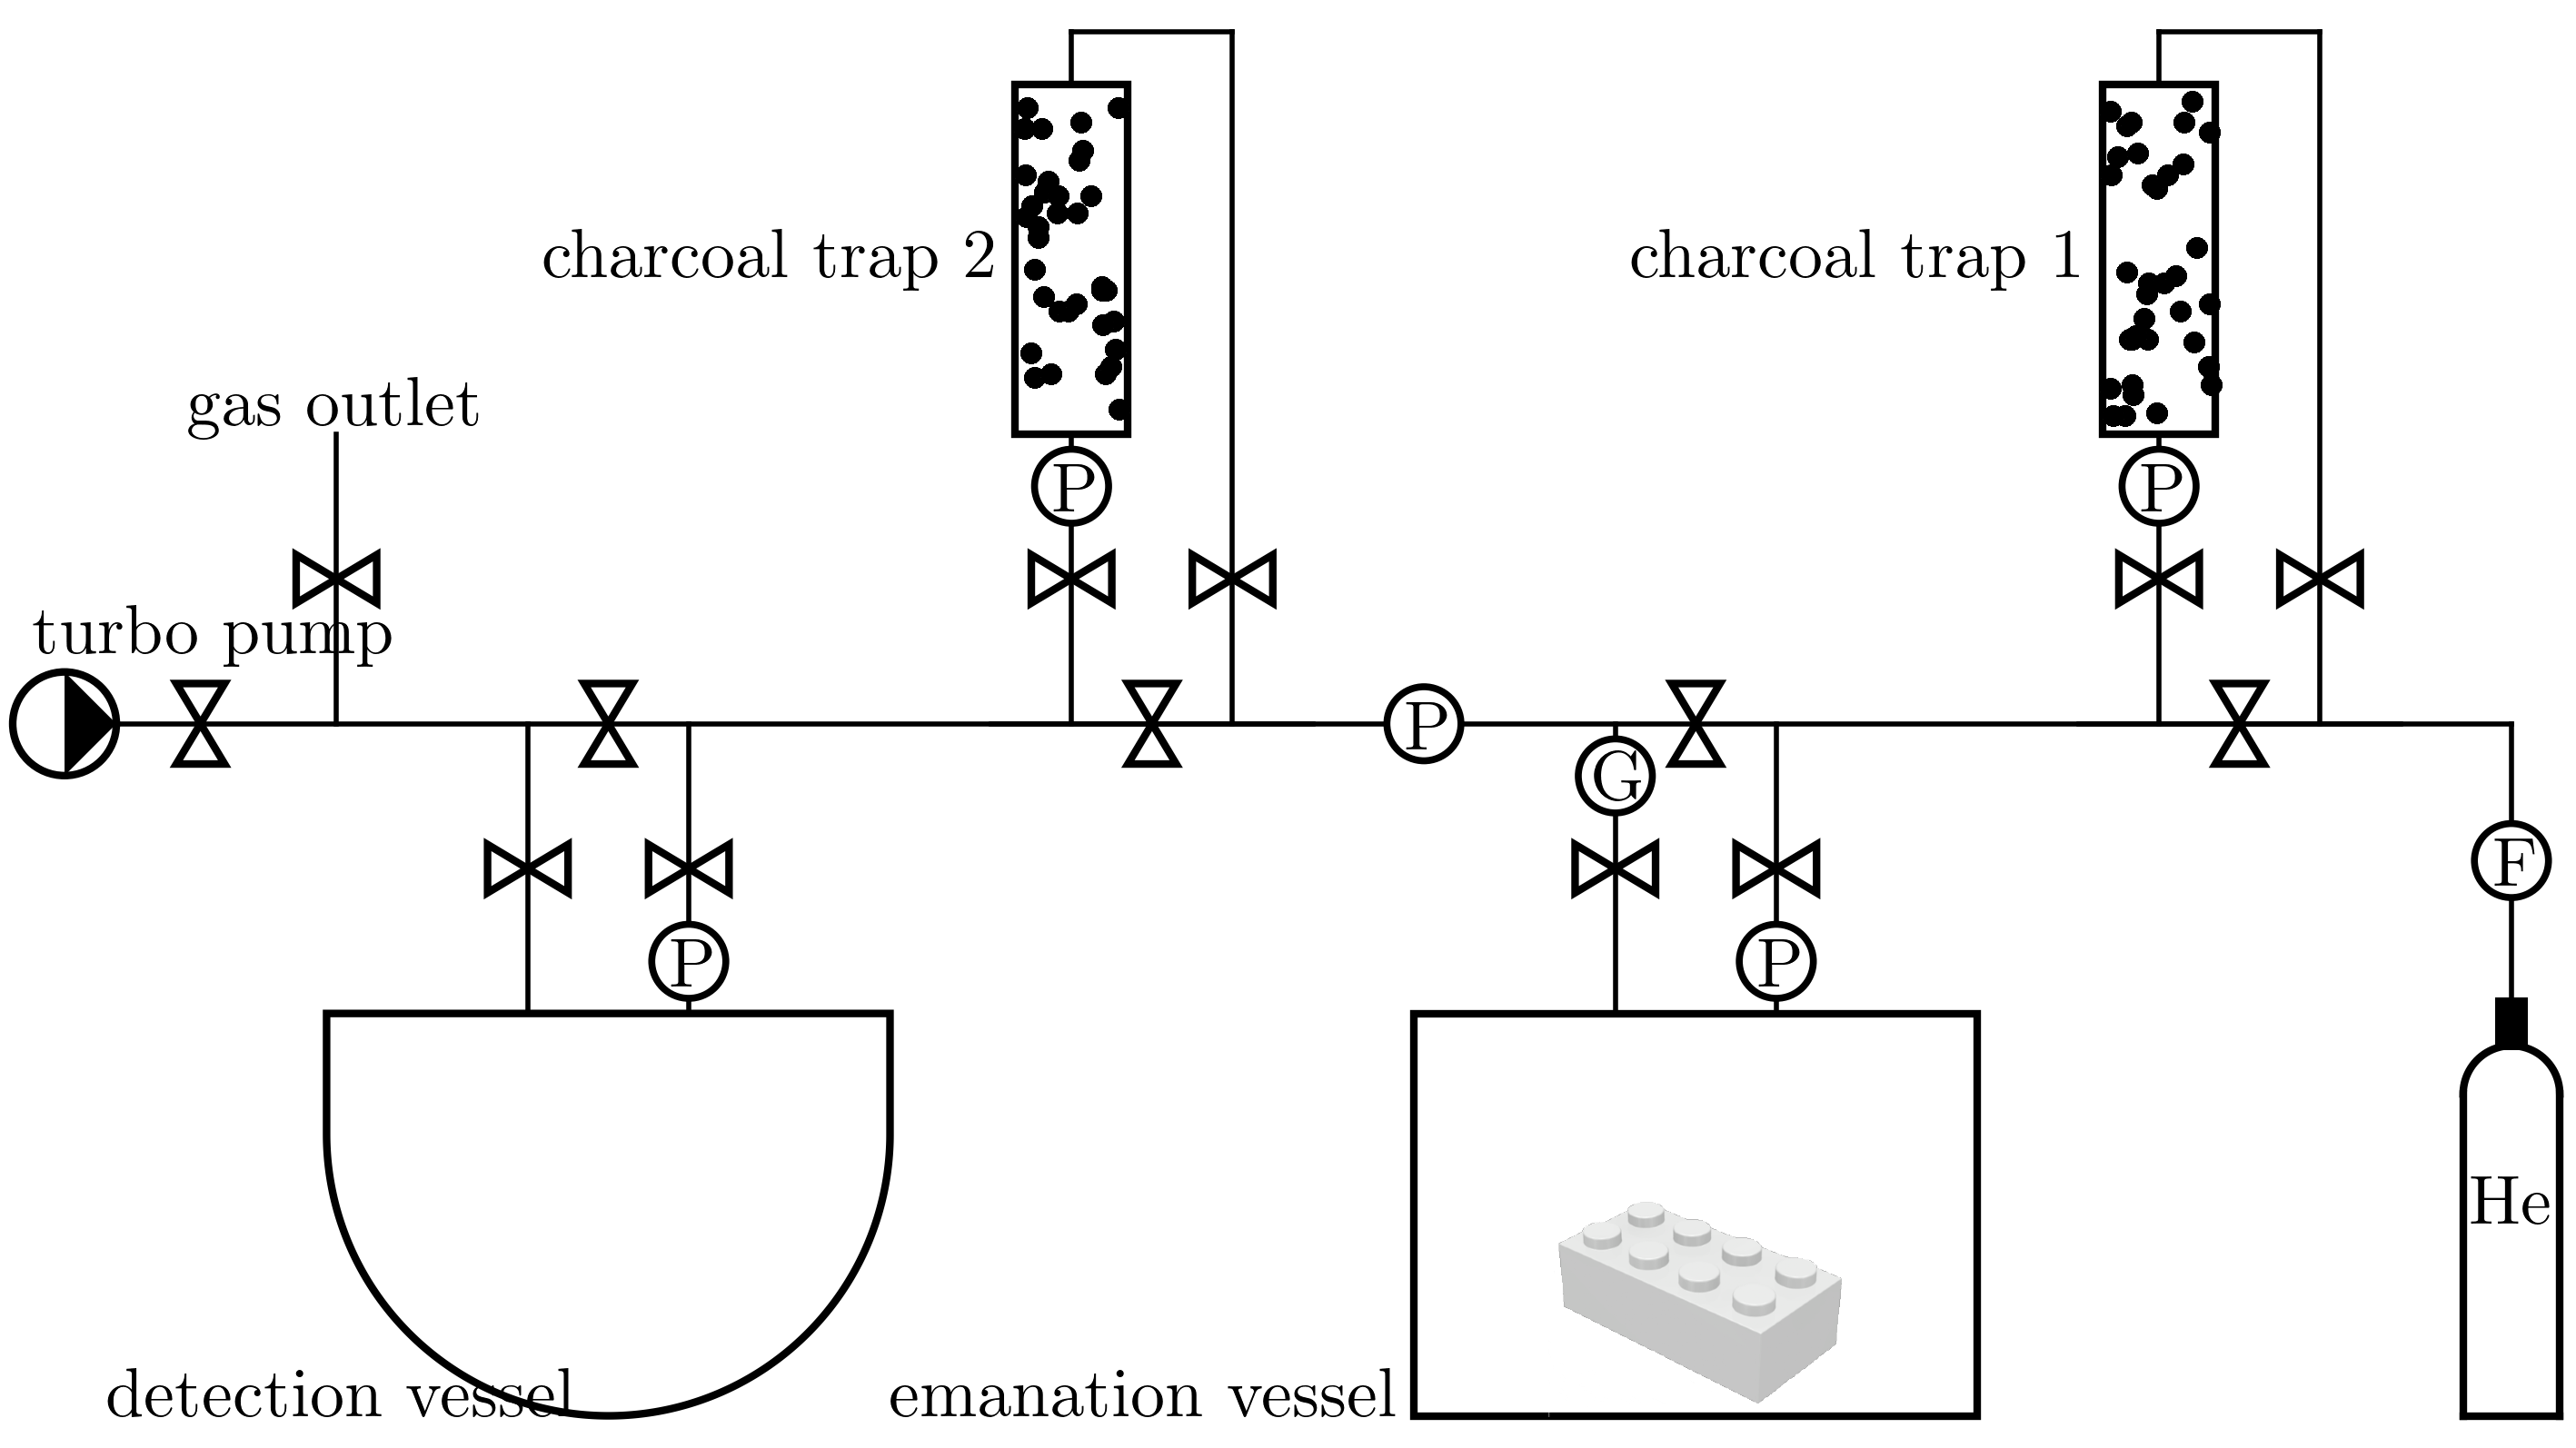 charcoal trap 2
charcoal trap 1
gas outlet
P
P
turbo pump
P
G
F
P
P
He
detection vessel
emanation vessel